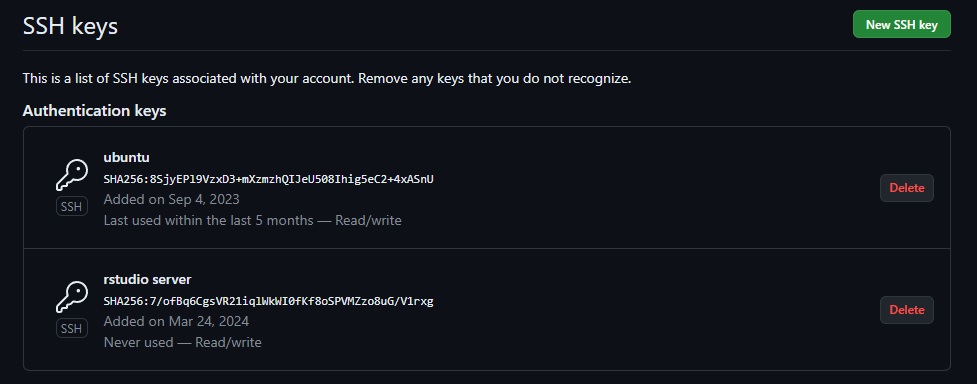 SSH keys
New SSH key
This is a list of SSH keys associated with your account. Remove any keys that you do not recognize.
Authentication keys
ubuntu
SHA256:8SjyEPl9VzxD3+mXzmzhQIJeU508Ihig5eC2+4xASnU
SSH
Added on Sep 4, 2023
Last used within the last 5 months — Read/write
Delete
rstudio server
SHA256:7/ofBq6CgsVR21iqlWkWI0fKf8oSPVMZzo8uG/V1rxg
SSH
Added on Mar 24, 2024
Never used — Read/write
Delete